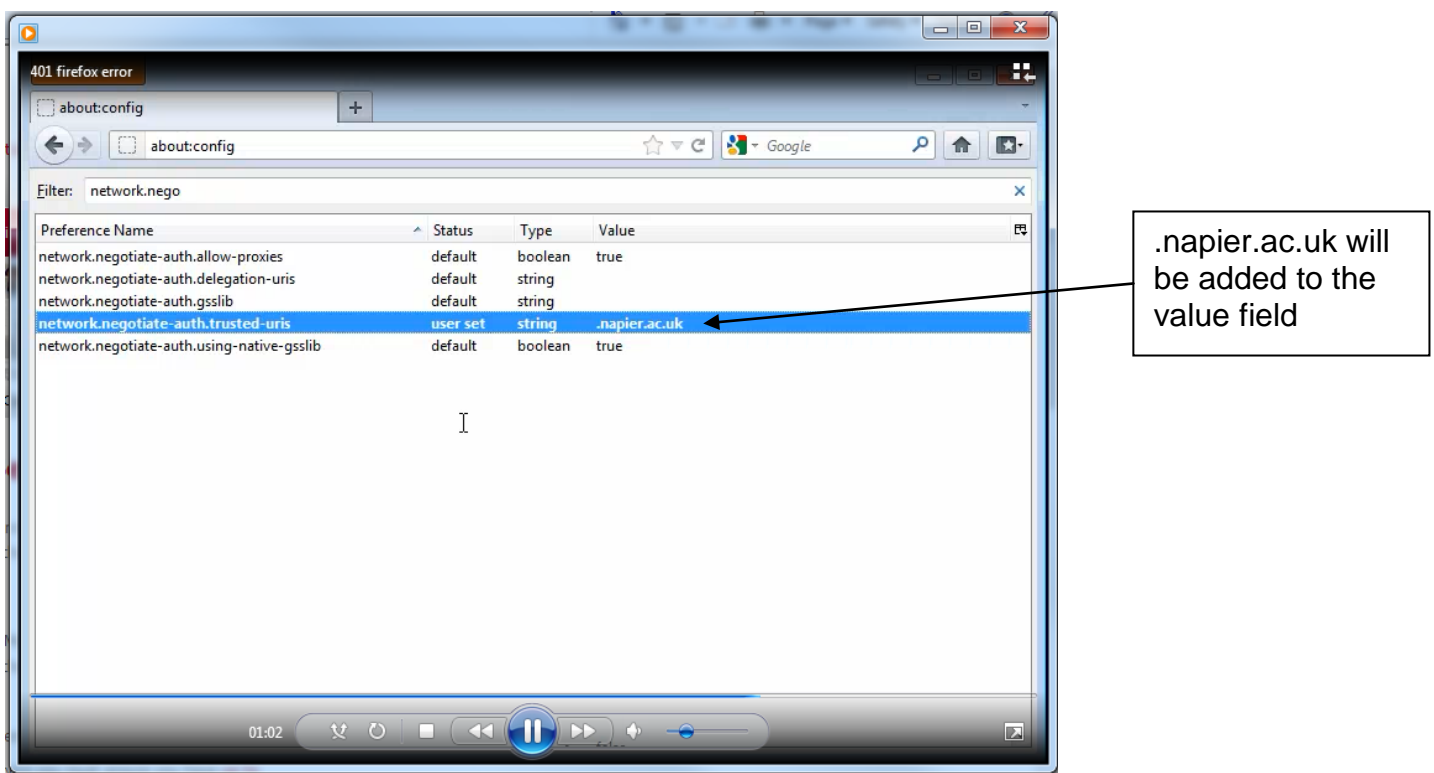 401 firefox error
about:config
about:config
Google
Filter: network.nego
Preference Name Status Type Value
network.negotiate-auth.allow-proxies default boolean true
network.negotiate-auth.delegation-uris default string
network.negotiate-auth.gsslib default string
network.negotiate-auth.trusted-uris user set string .napier.ac.uk
network.negotiate-auth.using-native-gsslib default boolean true
01:02
.napier.ac.uk will
be added to the
value field